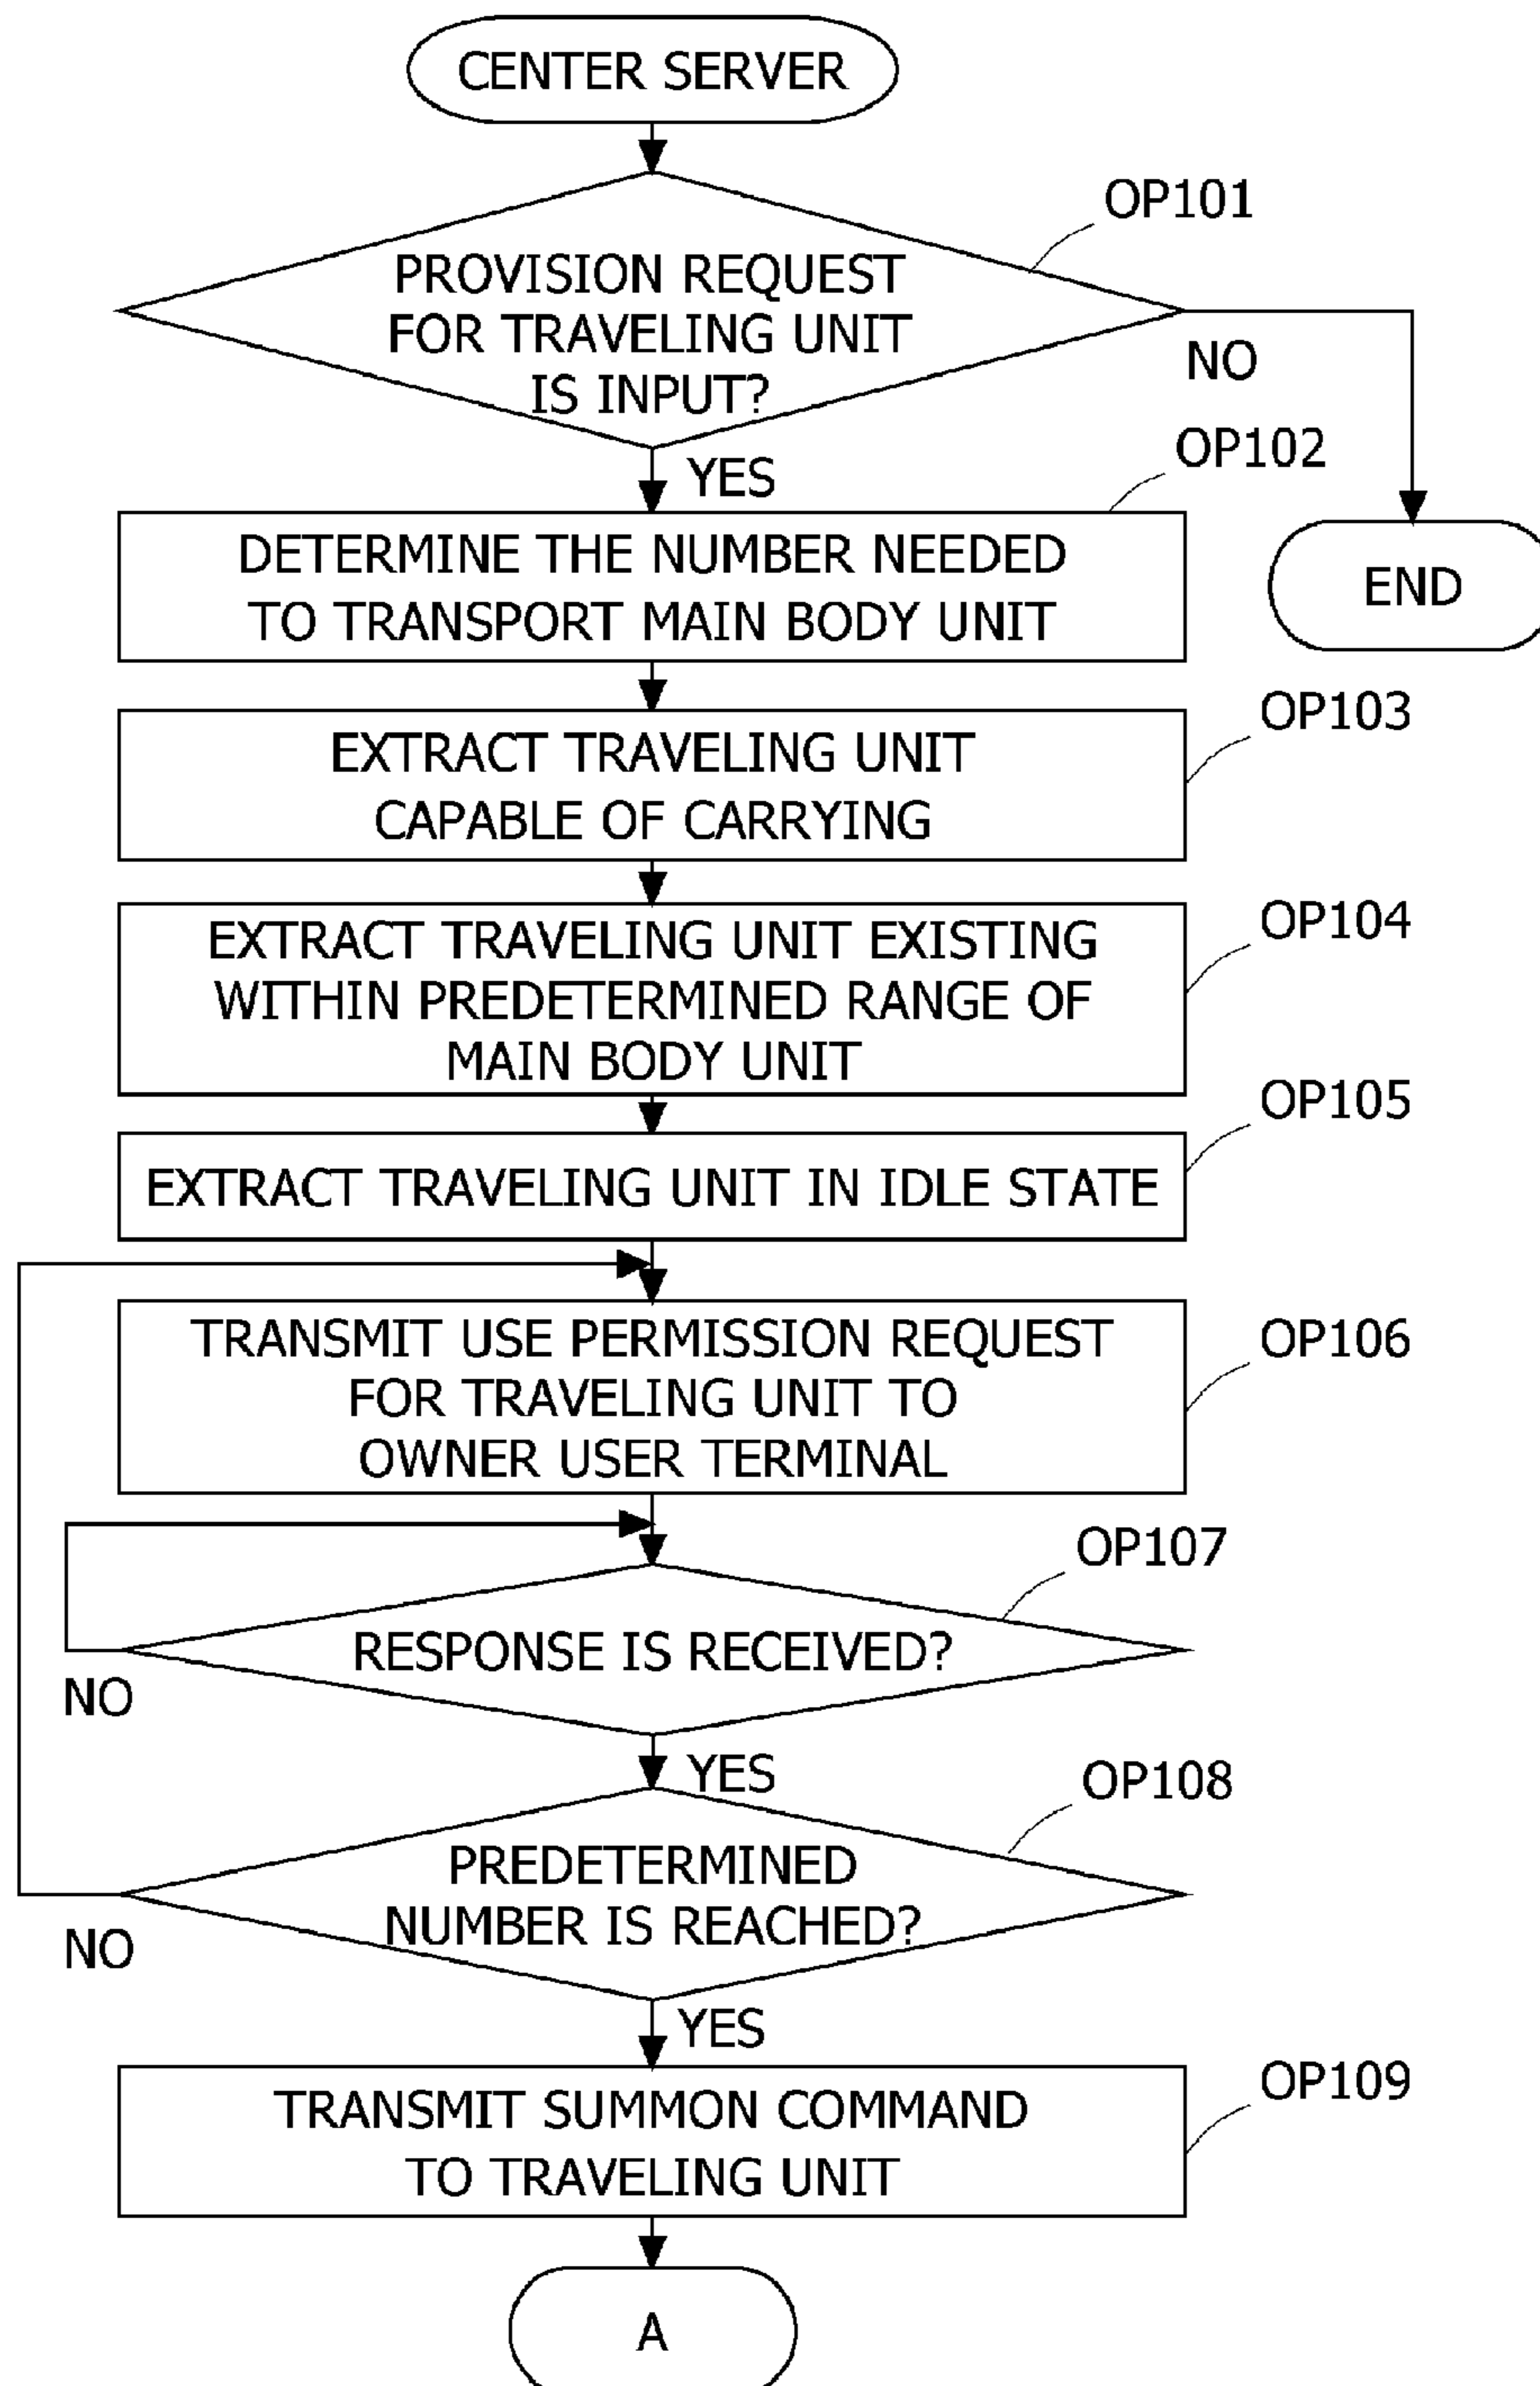 CENTER SERVER
OP101
PROVISION REQUEST
FOR TRAVELING UNIT
IS INPUT?
NO
YES
OP102
DETERMINE THE NUMBER NEEDED
TO TRANSPORT MAIN BODY UNIT
END
OP103
EXTRACT TRAVELING UNIT
CAPABLE OF CARRYING
OP104
EXTRACT TRAVELING UNIT EXISTING
WITHIN PREDETERMINED RANGE OF
MAIN BODY UNIT
OP105
EXTRACT TRAVELING UNIT IN IDLE STATE
OP106
TRANSMIT USE PERMISSION REQUEST
FOR TRAVELING UNIT TO
OWNER USER TERMINAL
OP107
RESPONSE IS RECEIVED?
NO
YES
OP108
PREDETERMINED
NUMBER IS REACHED?
NO
YES
OP109
TRANSMIT SUMMON COMMAND
TO TRAVELING UNIT
A